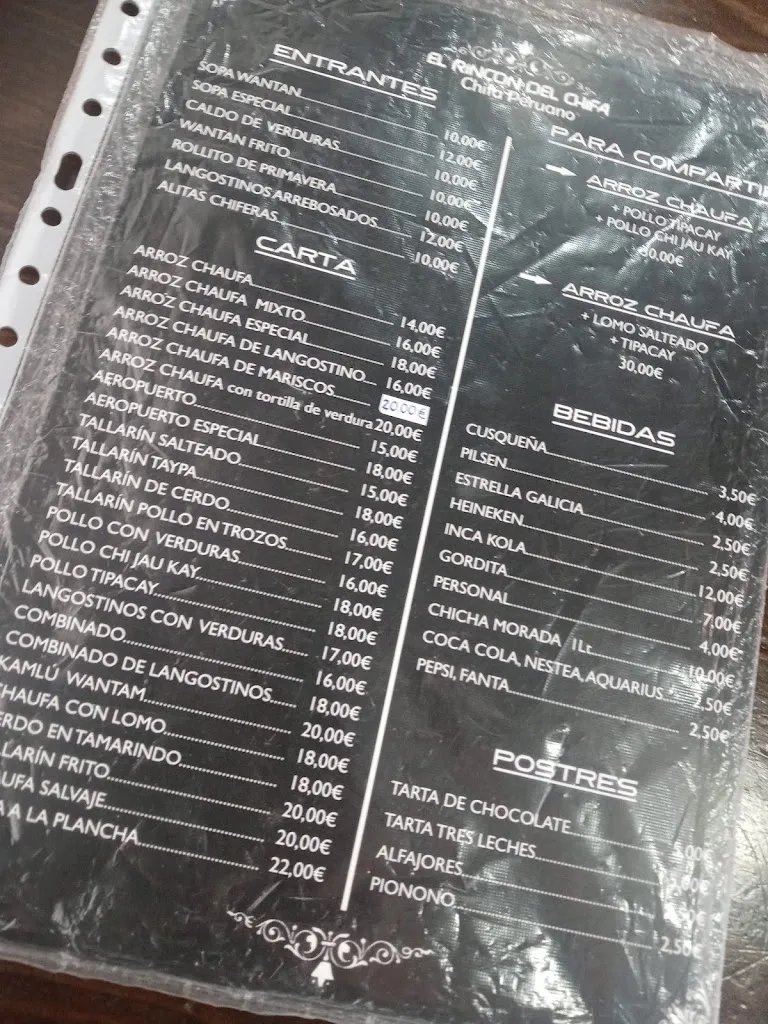 EL RINCON DEL CHIFA
Chifa Peruano
ENTRANTES
SOPA WANTAN 10,00€
SOPA ESPECIAL 12,00€
CALDO DE VERDURAS 10,00€
WANTAN FRITO 10,00€
ROLLITO DE PRIMAVERA 10,00€
LANGOSTINOS ARREBOSADOS 12,00€
ALITAS CHIFERAS 10,00€
CARTA
ARROZ CHAUFA 14,00€
ARROZ CHAUFA MIXTO 16,00€
ARROZ CHAUFA ESPECIAL 18,00€
ARROZ CHAUFA DE LANGOSTINO 16,00€
ARROZ CHAUFA DE MARISCOS 20,00€
ARROZ CHAUFA con tortilla de verdura 20,00€
AEROPUERTO 15,00€
AEROPUERTO ESPECIAL 18,00€
TALLARÍN SALTEADO 15,00€
TALLARÍN TAYPA 18,00€
TALLARÍN DE CERDO 16,00€
TALLARÍN POLLO EN TROZOS 17,00€
POLLO CON VERDURAS 16,00€
POLLO CHI JAU KAY 18,00€
POLLO TIPACAY 18,00€
LANGOSTINOS CON VERDURAS 17,00€
COMBINADO 16,00€
COMBINADO DE LANGOSTINOS 18,00€
KAMLÚ WANTAM 20,00€
CHAUFA CON LOMO 18,00€
ERDO EN TAMARINDO 18,00€
LARÍN FRITO 20,00€
UFA SALVAJE 20,00€
A A LA PLANCHA 22,00€
PARA COMPARTI
ARROZ CHAUFA
+ POLLO TIPACAY
+ POLLO CHI JAU KAY
30,00€
ARROZ CHAUFA
+ LOMO SALTEADO
+ TIPACAY
30,00€
BEBIDAS
CUSQUEÑA 3,50€
PILSEN 4,00€
ESTRELLA GALICIA 2,50€
HEINEKEN 2,50€
INCA KOLA 12,00€
GORDITA 7,00€
PERSONAL 4,00€
CHICHA MORADA 1Lt. 10,00€
COCA COLA, NESTEA, AQUARIUS 2,50€
PEPSI, FANTA 2,50€
POSTRES
TARTA DE CHOCOLATE
TARTA TRES LECHES
ALFAJORES
PIONONO 2,50€